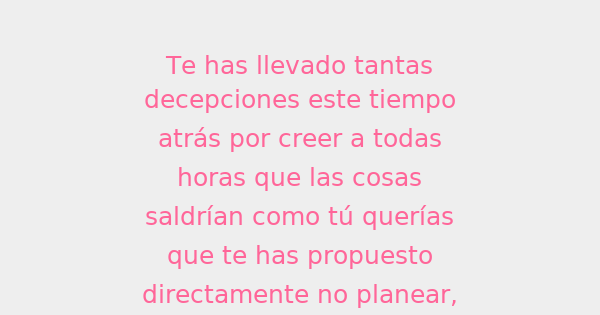 Te has llevado tantas
decepciones este tiempo
atrás por creer a todas
horas que las cosas
saldrían como tú querías
que te has propuesto
directamente no planear,